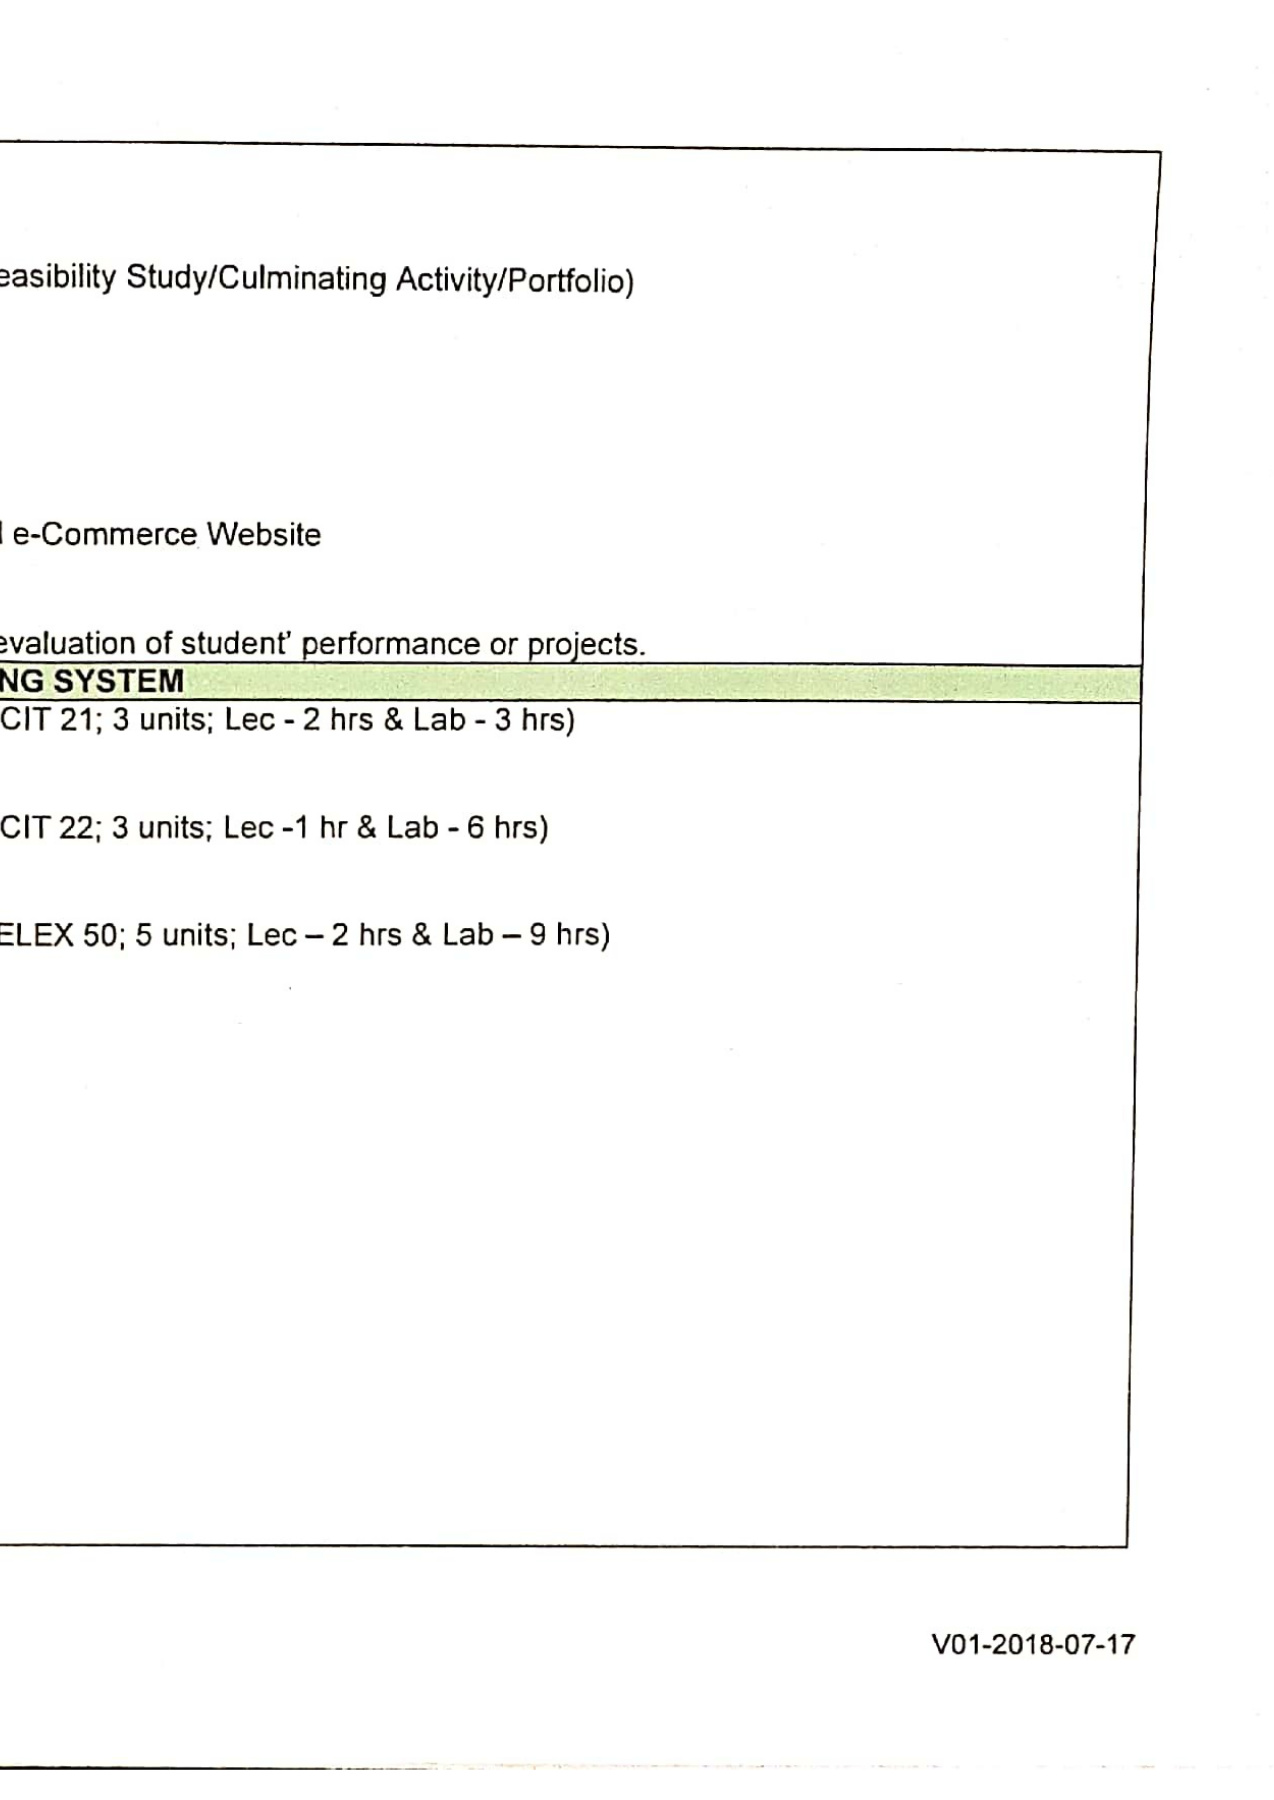 easibility Study/Culminating Activity/Portfolio)
e-Commerce Website
evaluation of student' performance or projects.
NG SYSTEM
CIT 21; 3 units; Lec - 2 hrs & Lab - 3 hrs)
CIT 22; 3 units; Lec -1 hr & Lab - 6 hrs)
ELEX 50; 5 units; Lec – 2 hrs & Lab – 9 hrs)
V01-2018-07-17